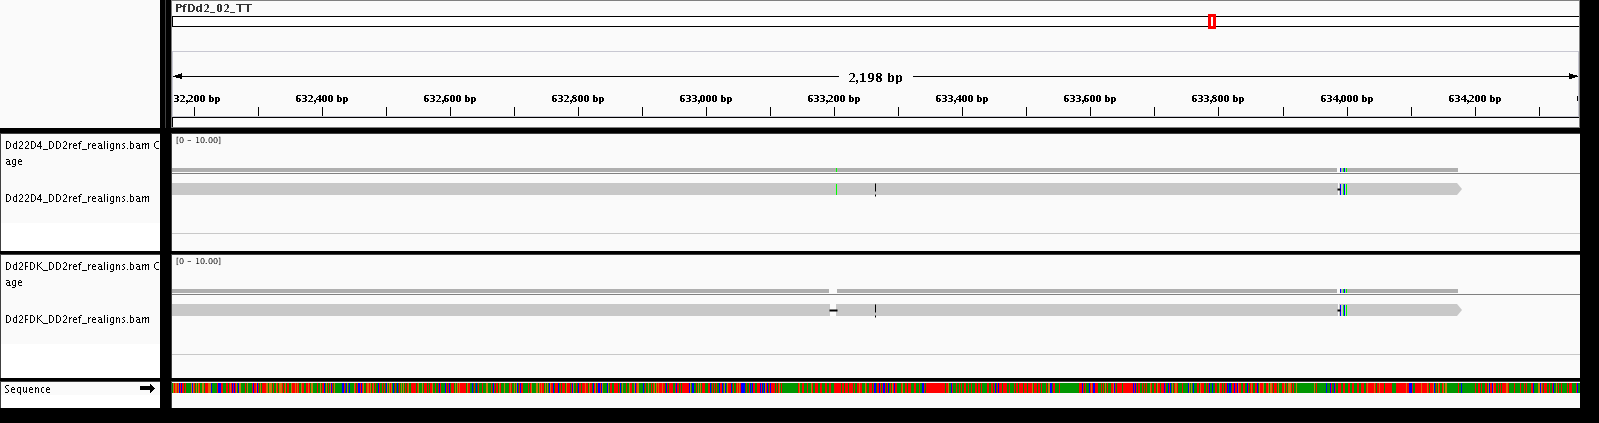 PfDd2_02_TT
2,198 bp
32,200 bp 632,400 bp 632,600 bp 632,800 bp 633,000 bp 633,200 bp 633,400 bp 633,600 bp 633,800 bp 634,000 bp 634,200 bp
Dd22D4_DD2ref_realigns.bam C
age
[0 - 10.00]
Dd22D4_DD2ref_realigns.bam
Dd2FDK_DD2ref_realigns.bam C
age
[0 - 10.00]
Dd2FDK_DD2ref_realigns.bam
Sequence